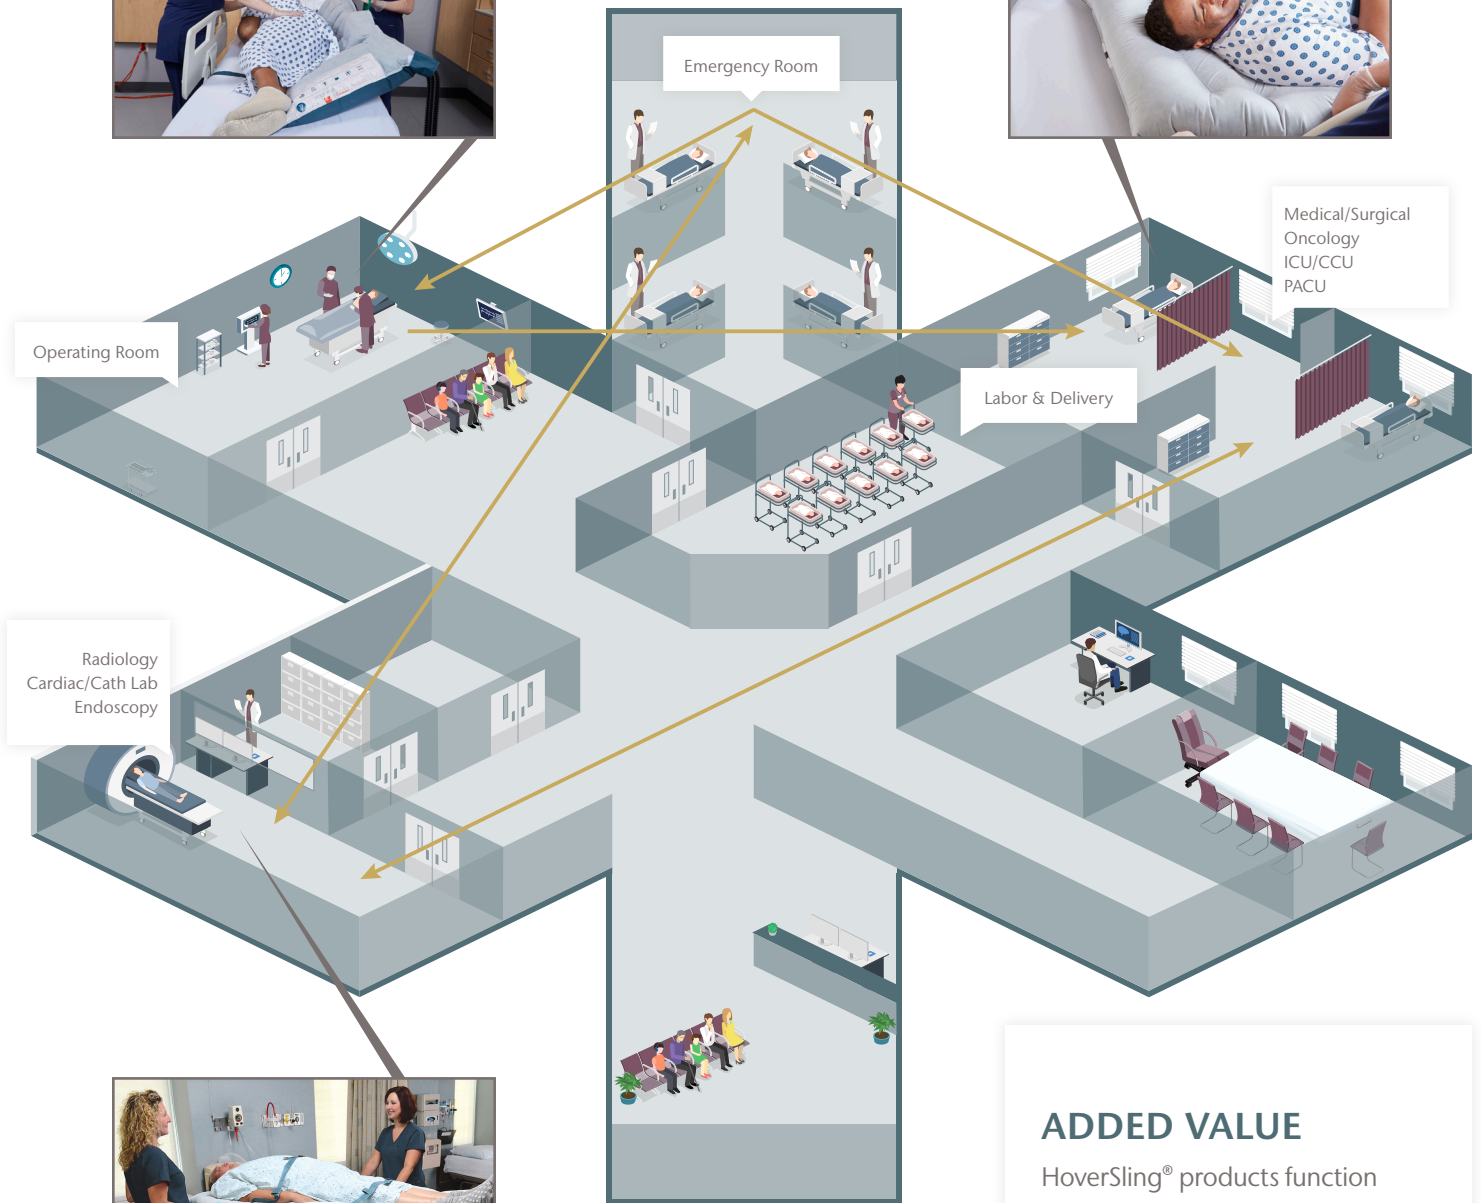 Emergency Room
Medical/Surgical
Oncology
ICU/CCU
PACU
Operating Room
Labor & Delivery
Radiology
Cardiac/Cath Lab
Endoscopy
ADDED VALUE
HoverSling® products function